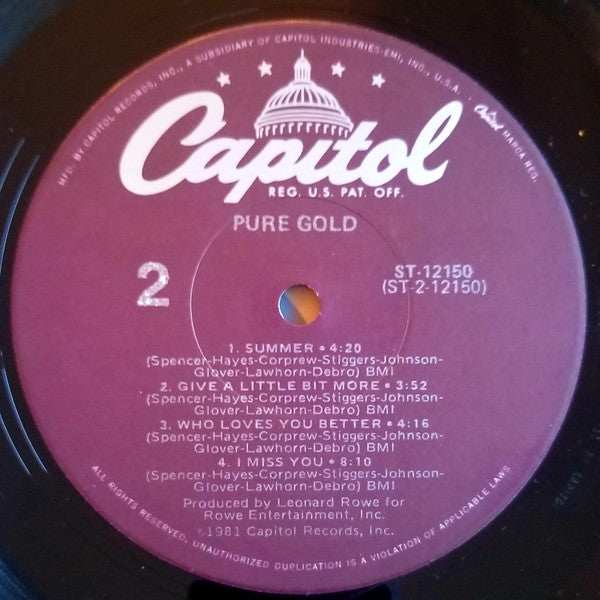 MFD. BY CAPITOL RECORDS, INC., A SUBSIDIARY OF CAPITOL INDUSTRIES-EMI, INC., U.S.A.
Capitol MARCA REG.
Capitol
REG. U.S. PAT. OFF.
PURE GOLD
2
ST-12150
(ST-2-12150)
1. SUMMER • 4:20
(Spencer-Hayes-Corprew-Stiggers-Johnson-
Glover-Lawhorn-Debro) BMI
2. GIVE A LITTLE BIT MORE • 3:52
(Spencer-Hayes-Corprew-Stiggers-Johnson-
Glover-Lawhorn-Debro) BMI
3. WHO LOVES YOU BETTER • 4:16
(Spencer-Hayes-Corprew-Stiggers-Johnson-
Glover-Lawhorn-Debro) BMI
4. I MISS YOU • 8:10
(Spencer-Hayes-Corprew-Stiggers-Johnson-
Glover-Lawhorn-Debro) BMI
Produced by Leonard Rowe for
Rowe Entertainment, Inc.
©1981 Capitol Records, Inc.
ALL RIGHTS RESERVED. UNAUTHORIZED DUPLICATION IS A VIOLATION OF APPLICABLE LAWS